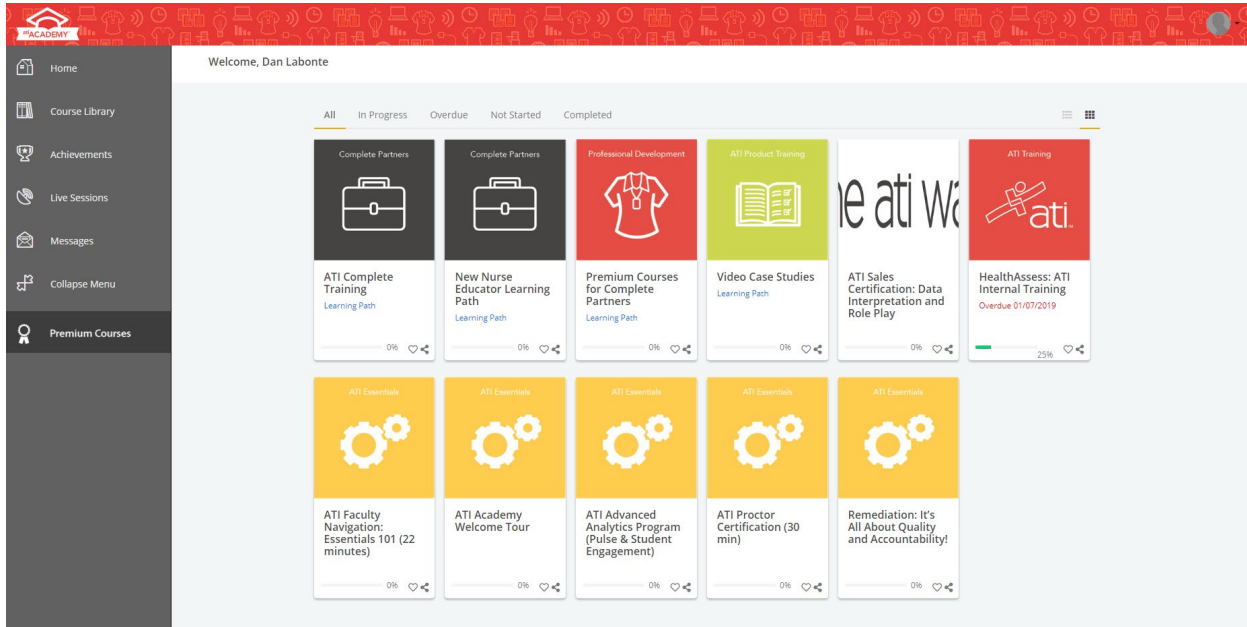 ati ACADEMY
Home
Course Library
Achievements
Live Sessions
Messages
Collapse Menu
Premium Courses
Welcome, Dan Labonte
All In Progress Overdue Not Started Completed
Complete Partners
ATI Complete
Training
Learning Path
0%
Complete Partners
New Nurse
Educator Learning
Path
Learning Path
0%
Professional Development
Premium Courses
for Complete
Partners
Learning Path
0%
ATI Product Training
Video Case Studies
Learning Path
0%
ne ati wa
ATI Sales
Certification: Data
Interpretation and
Role Play
0%
ATI Training
ati
HealthAssess: ATI
Internal Training
Overdue 01/07/2019
25%
ATI Essentials
ATI Faculty
Navigation:
Essentials 101 (22
minutes)
0%
ATI Essentials
ATI Academy
Welcome Tour
0%
ATI Essentials
ATI Advanced
Analytics Program
(Pulse & Student
Engagement)
0%
ATI Essentials
ATI Proctor
Certification (30
min)
0%
ATI Essentials
Remediation: It's
All About Quality
and Accountability!
0%